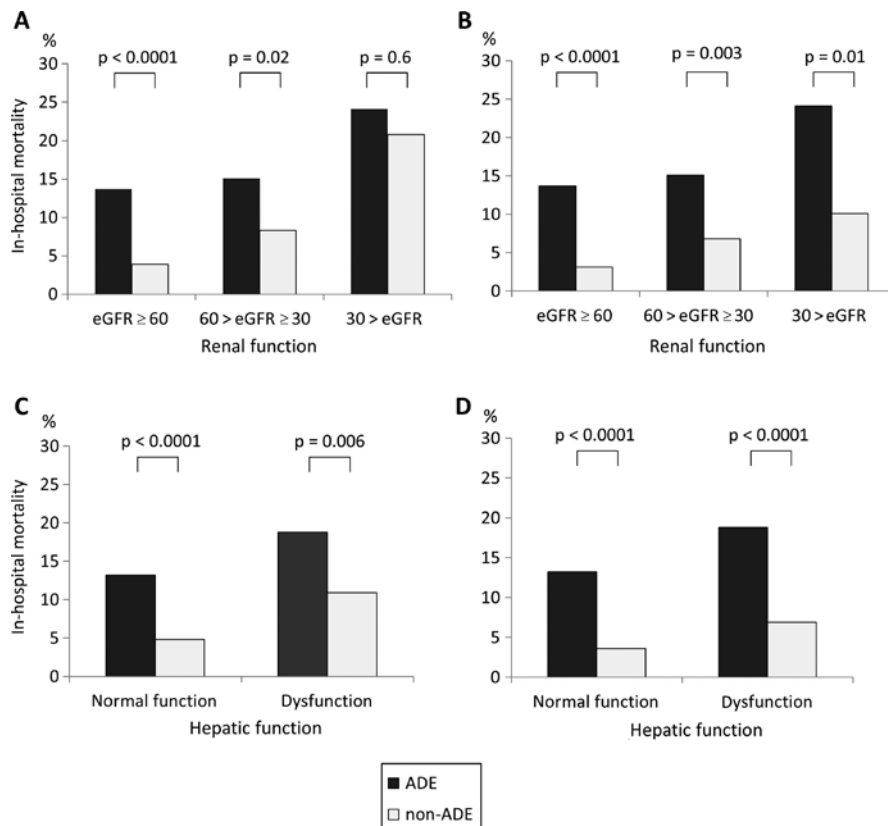 A
%
p < 0.0001 p = 0.02 p = 0.6
30
25
20
15
10
5
0
In-hospital mortality
eGFR ≥ 60 60 > eGFR ≥ 30 30 > eGFR
Renal function
B
%
p < 0.0001 p = 0.003 p = 0.01
30
25
20
15
10
5
0
eGFR ≥ 60 60 > eGFR ≥ 30 30 > eGFR
Renal function
C
%
p < 0.0001 p = 0.006
30
25
20
15
10
5
0
In-hospital mortality
Normal function Dysfunction
Hepatic function
D
%
p < 0.0001 p < 0.0001
30
25
20
15
10
5
0
Normal function Dysfunction
Hepatic function
ADE
non-ADE